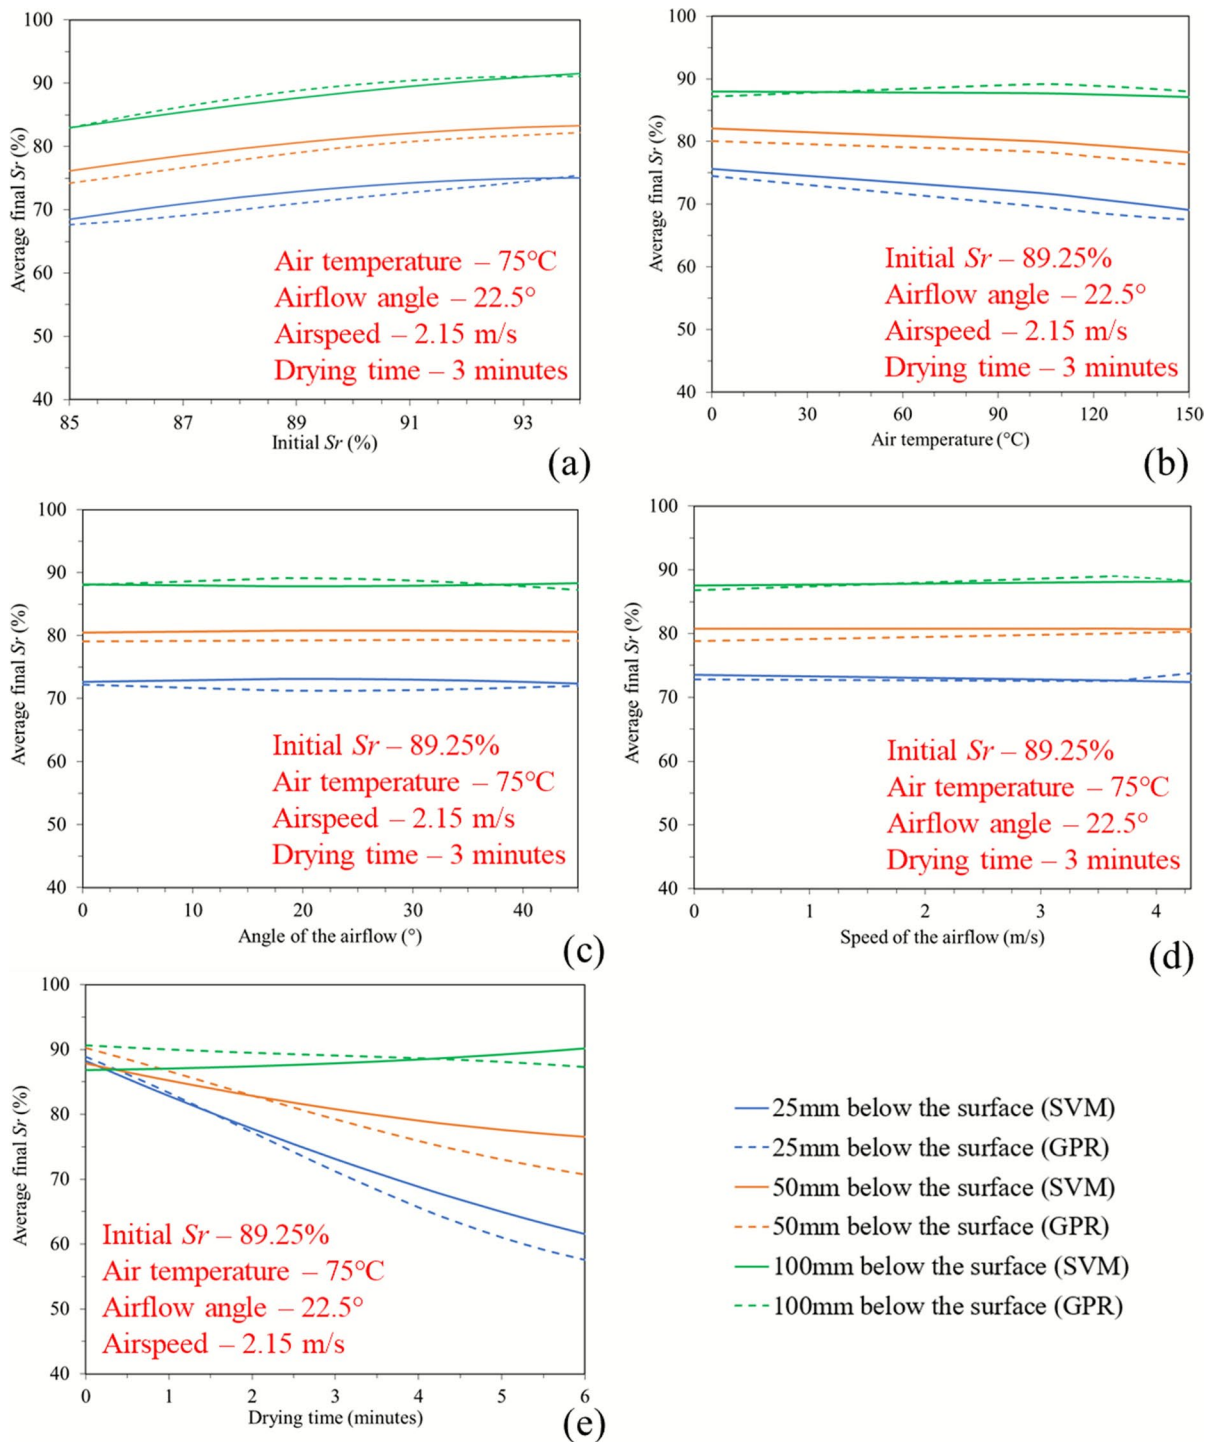 100
90
80
70
60
50
40
Average final Sr (%)
85
87
89
91
93
Initial Sr (%)
Air temperature – 75°C
Airflow angle – 22.5°
Airspeed – 2.15 m/s
Drying time – 3 minutes
(a)
100
90
80
70
60
50
40
Average final Sr (%)
0
30
60
90
120
150
Air temperature (°C)
Initial Sr – 89.25%
Airflow angle – 22.5°
Airspeed – 2.15 m/s
Drying time – 3 minutes
(b)
100
90
80
70
60
50
40
Average final Sr (%)
0
10
20
30
40
Angle of the airflow (°)
Initial Sr – 89.25%
Air temperature – 75°C
Airspeed – 2.15 m/s
Drying time – 3 minutes
(c)
100
90
80
70
60
50
40
Average final Sr (%)
0
1
2
3
4
Speed of the airflow (m/s)
Initial Sr – 89.25%
Air temperature – 75°C
Airflow angle – 22.5°
Drying time – 3 minutes
(d)
100
90
80
70
60
50
40
Average final Sr (%)
0
1
2
3
4
5
6
Drying time (minutes)
Initial Sr – 89.25%
Air temperature – 75°C
Airflow angle – 22.5°
Airspeed – 2.15 m/s
(e)
25mm below the surface (SVM)
25mm below the surface (GPR)
50mm below the surface (SVM)
50mm below the surface (GPR)
100mm below the surface (SVM)
100mm below the surface (GPR)